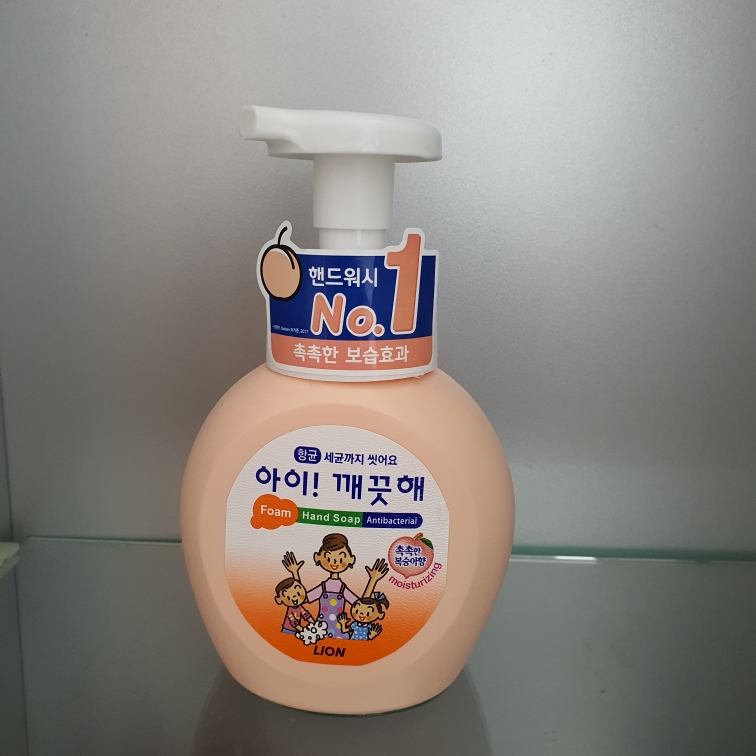 핸드워시
No.1
촉촉한 보습효과
항균 세균까지 씻어요
아이! 깨끗해
Foam Hand Soap Antibacterial
촉촉한
복숭아향
moisturizing
LION